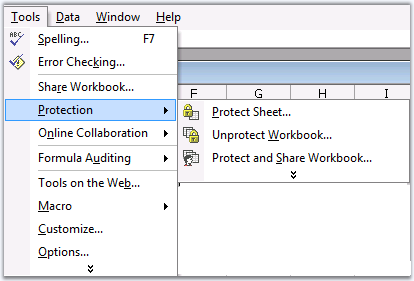 Tools Data Window Help
Spelling... F7
Error Checking...
Share Workbook...
Protection
Online Collaboration
Formula Auditing
Tools on the Web...
Macro
Customize...
Options...
F G H I
Protect Sheet...
Unprotect Workbook...
Protect and Share Workbook...